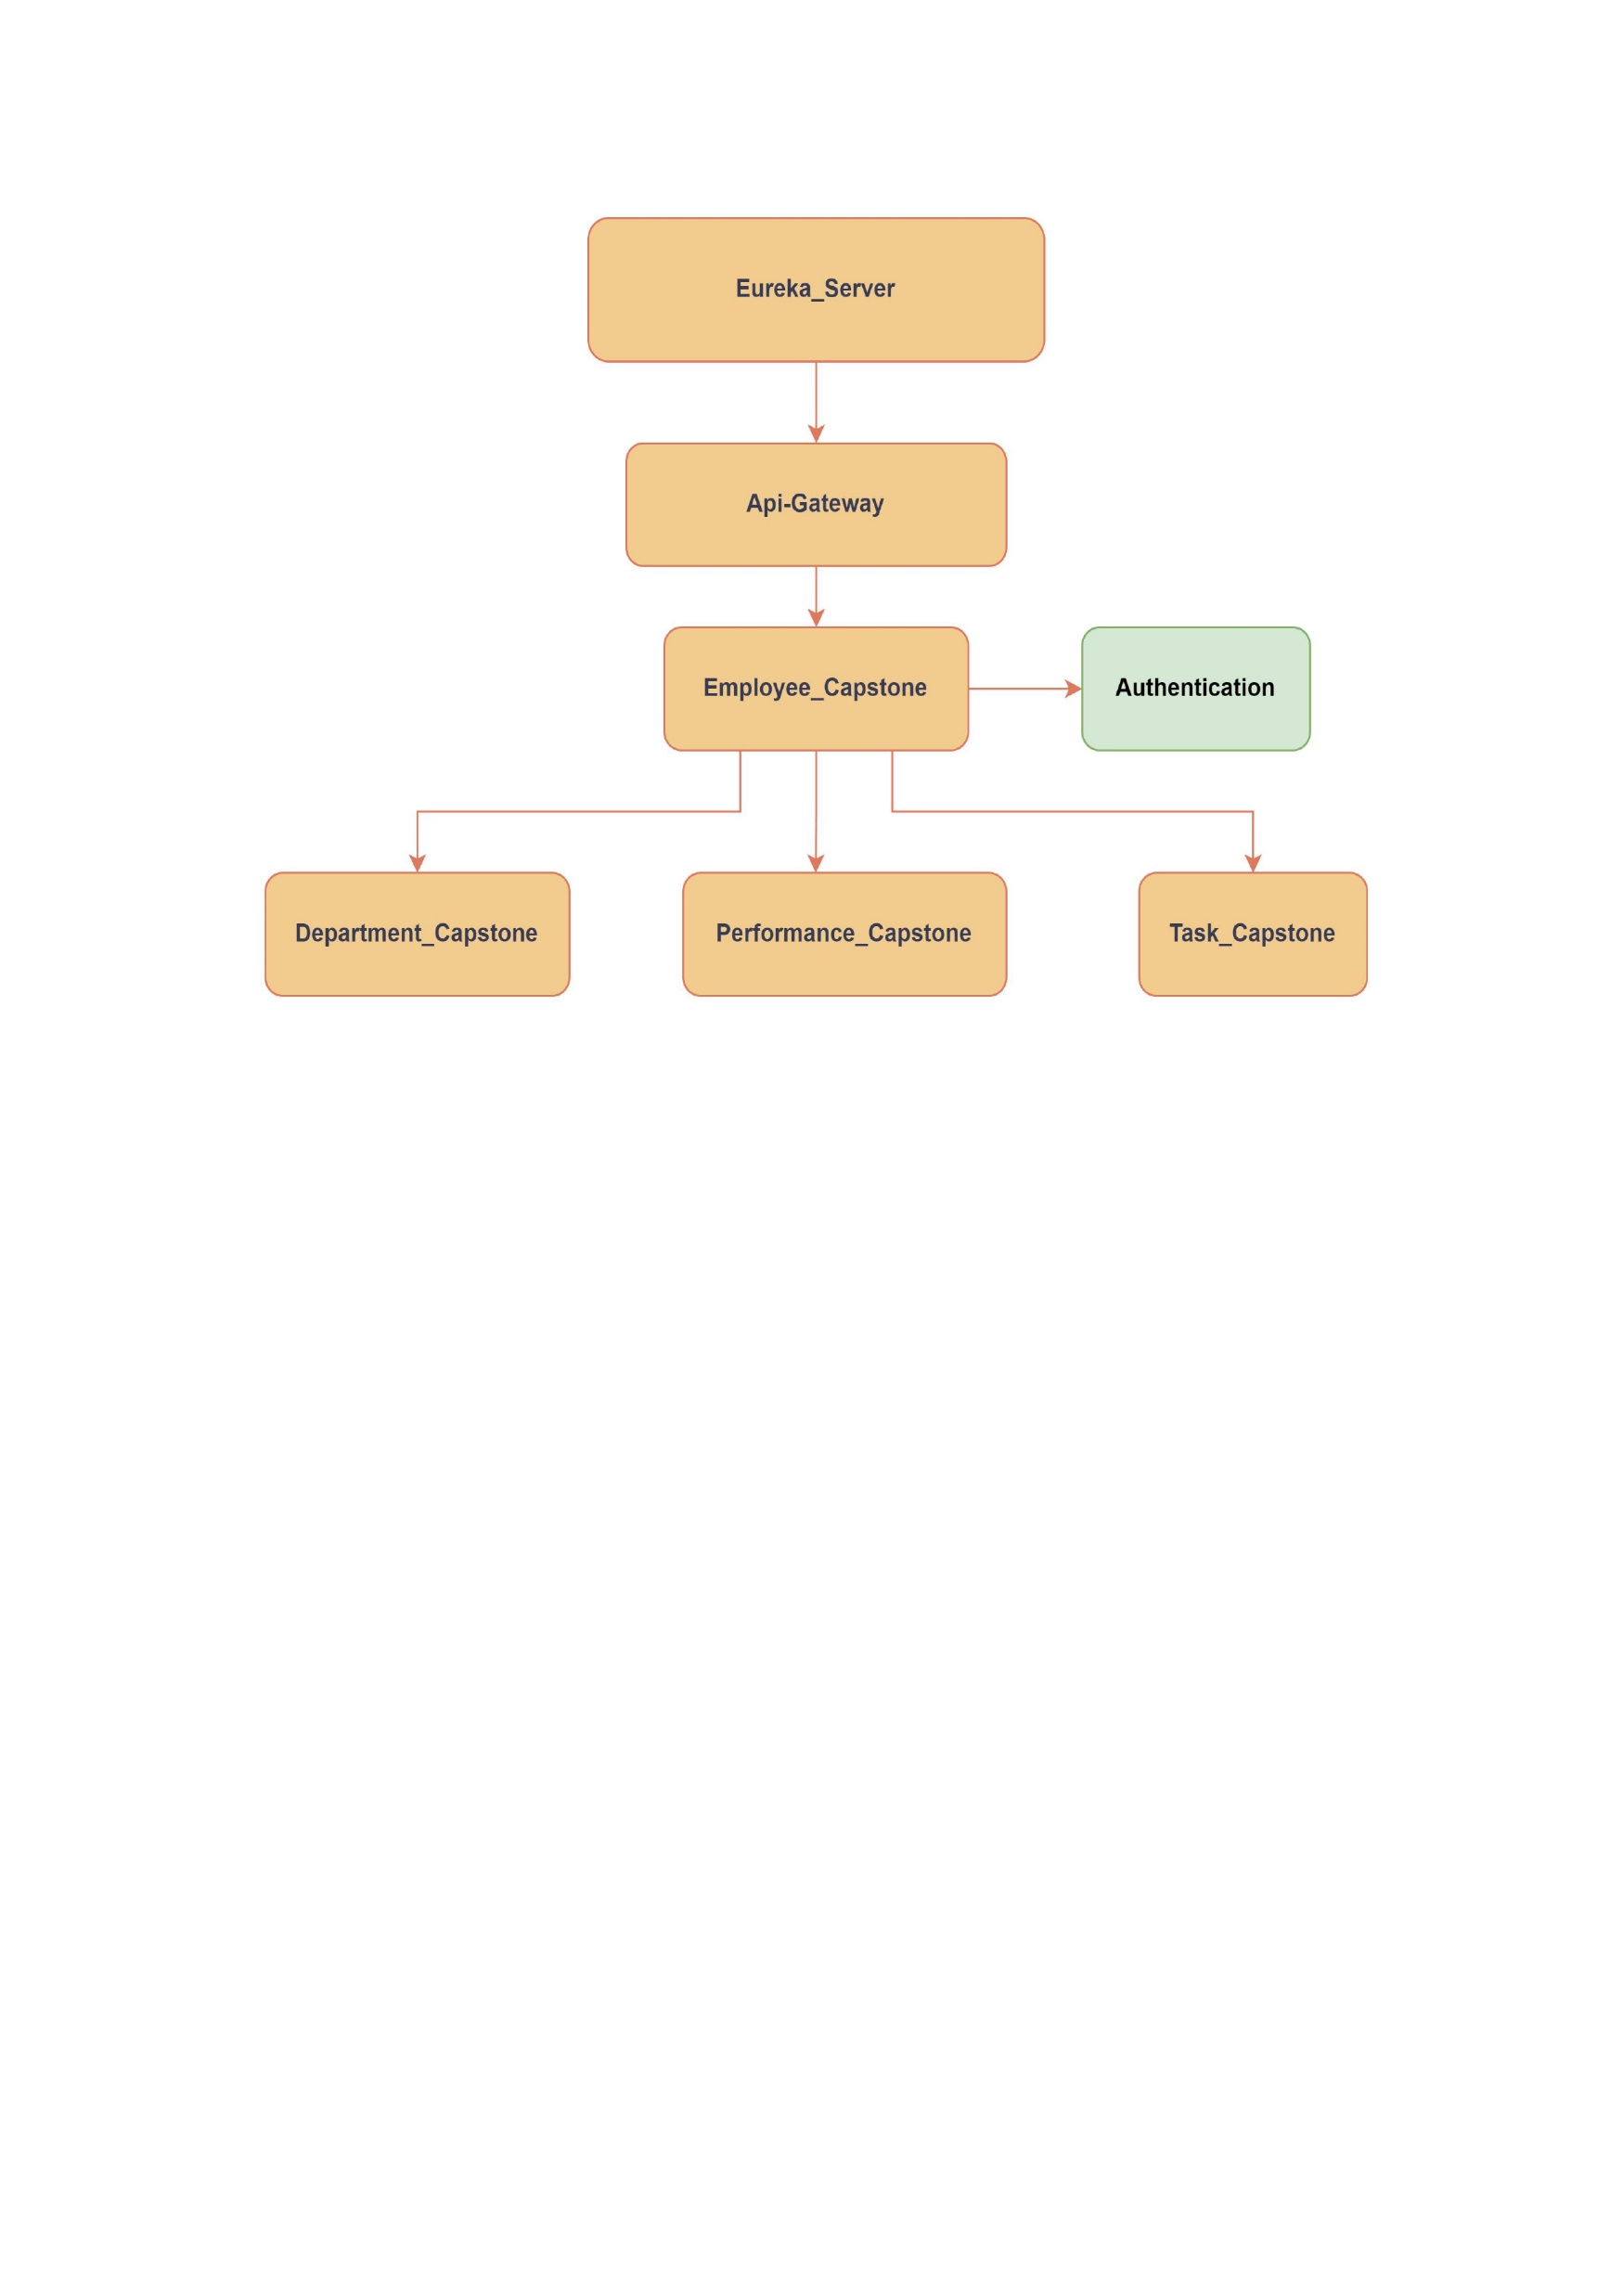 Eureka_Server
Api-Gateway
Employee_Capstone
Authentication
Department_Capstone
Performance_Capstone
Task_Capstone